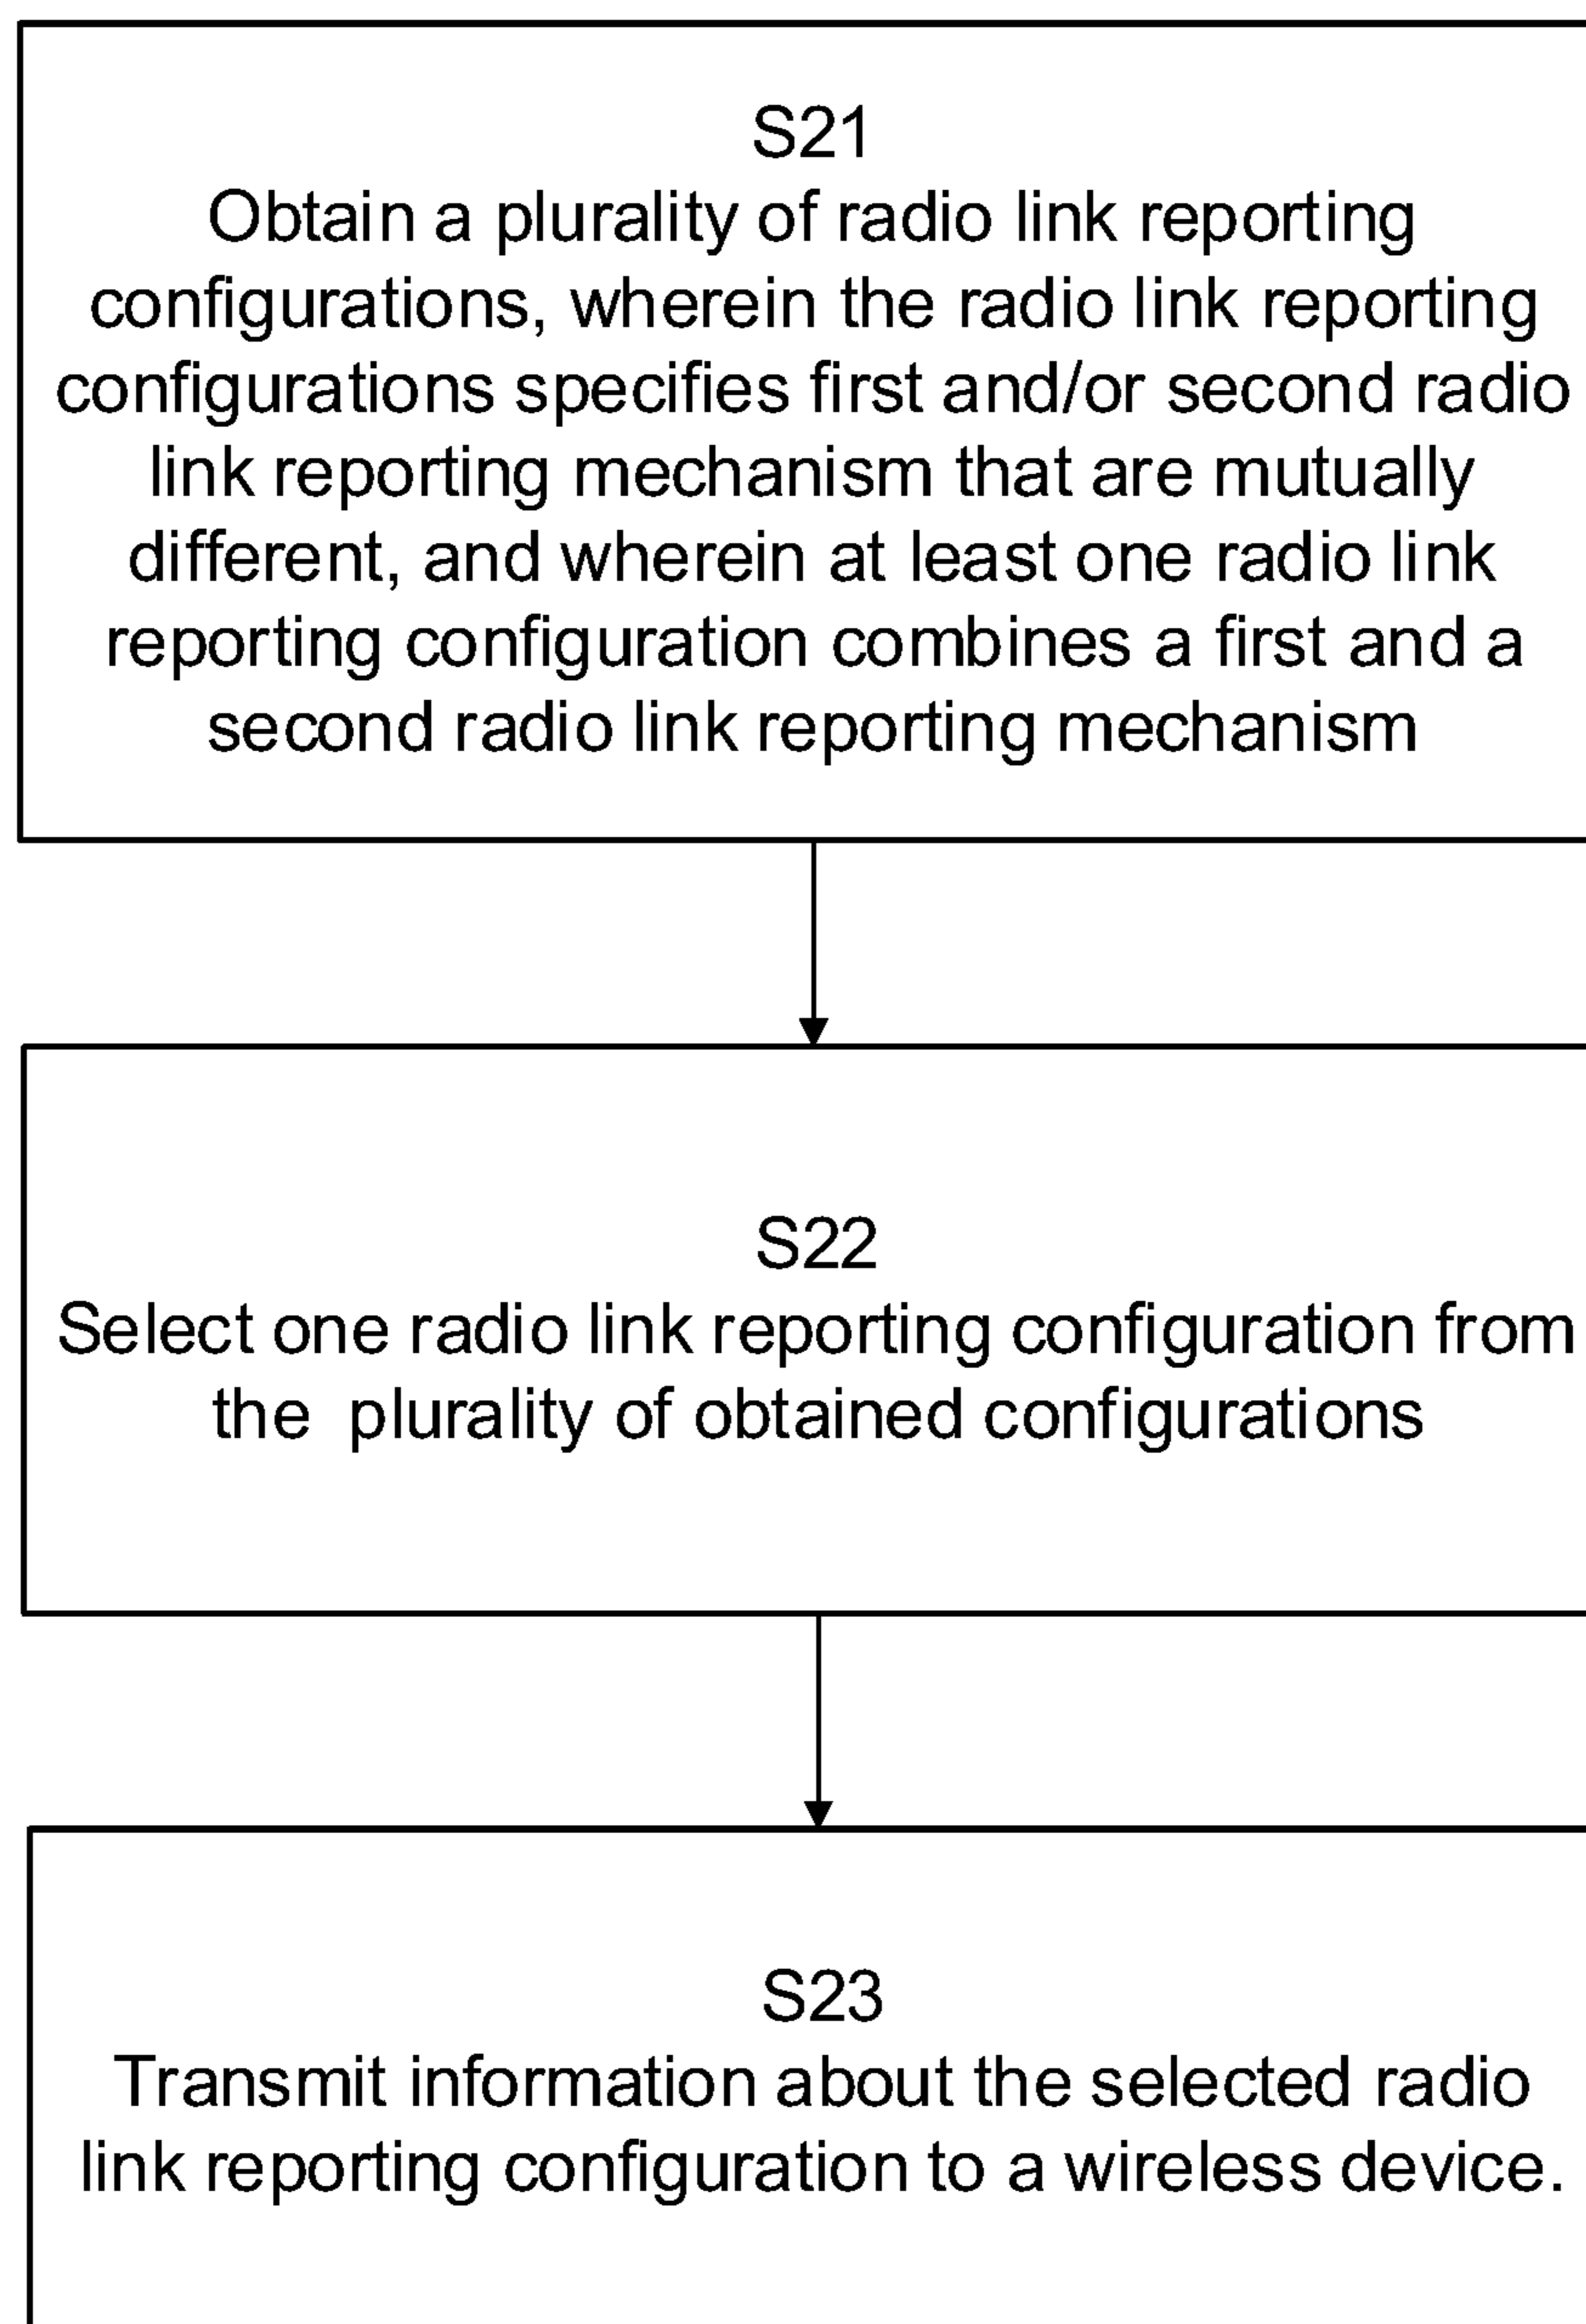 S21
Obtain a plurality of radio link reporting
configurations, wherein the radio link reporting
configurations specifies first and/or second radio
link reporting mechanism that are mutually
different, and wherein at least one radio link
reporting configuration combines a first and a
second radio link reporting mechanism
S22
Select one radio link reporting configuration from
the  plurality of obtained configurations
S23
Transmit information about the selected radio
link reporting configuration to a wireless device.